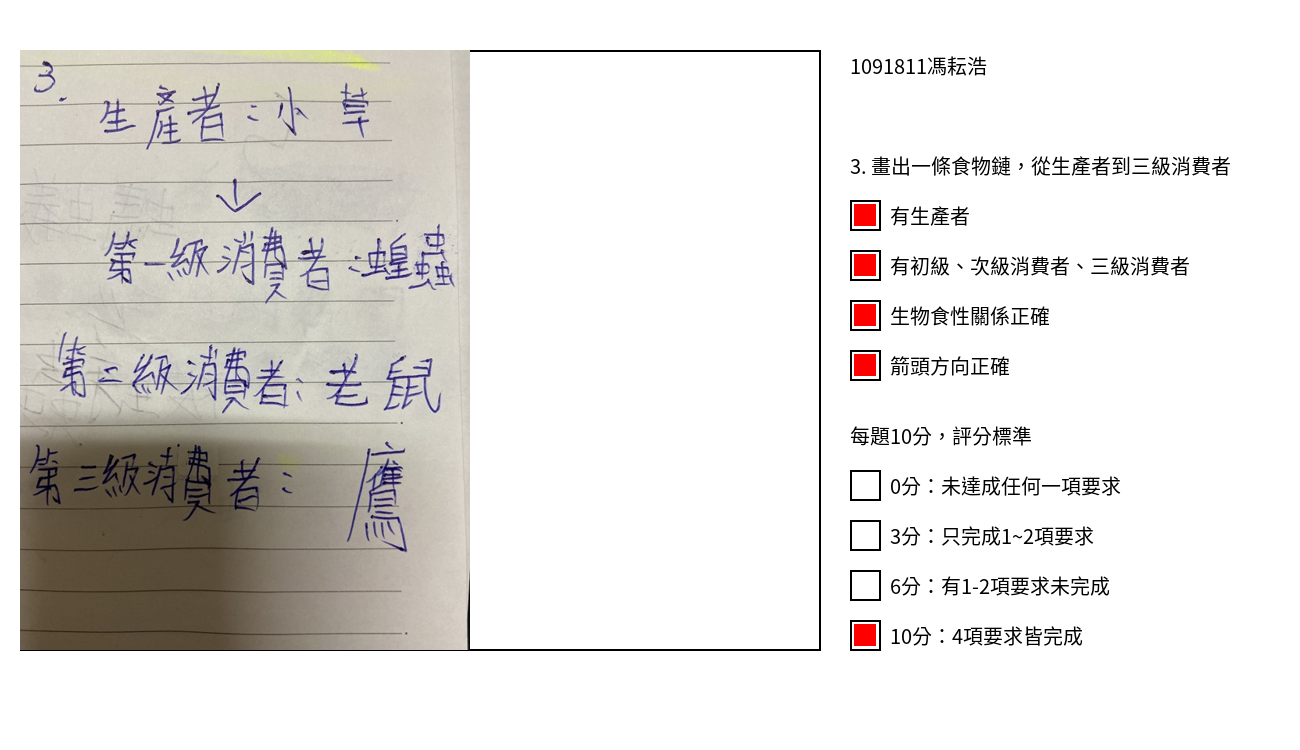 3.
生產者：小草
↓
第一級消費者：蝗蟲
第二級消費者：老鼠
第三級消費者：鷹
1091811馮耘浩
3. 畫出一條食物鏈，從生產者到三級消費者
有生產者
有初級、次級消費者、三級消費者
生物食性關係正確
箭頭方向正確
每題10分，評分標準
0分：未達成任何一項要求
3分：只完成1~2項要求
6分：有1-2項要求未完成
10分：4項要求皆完成